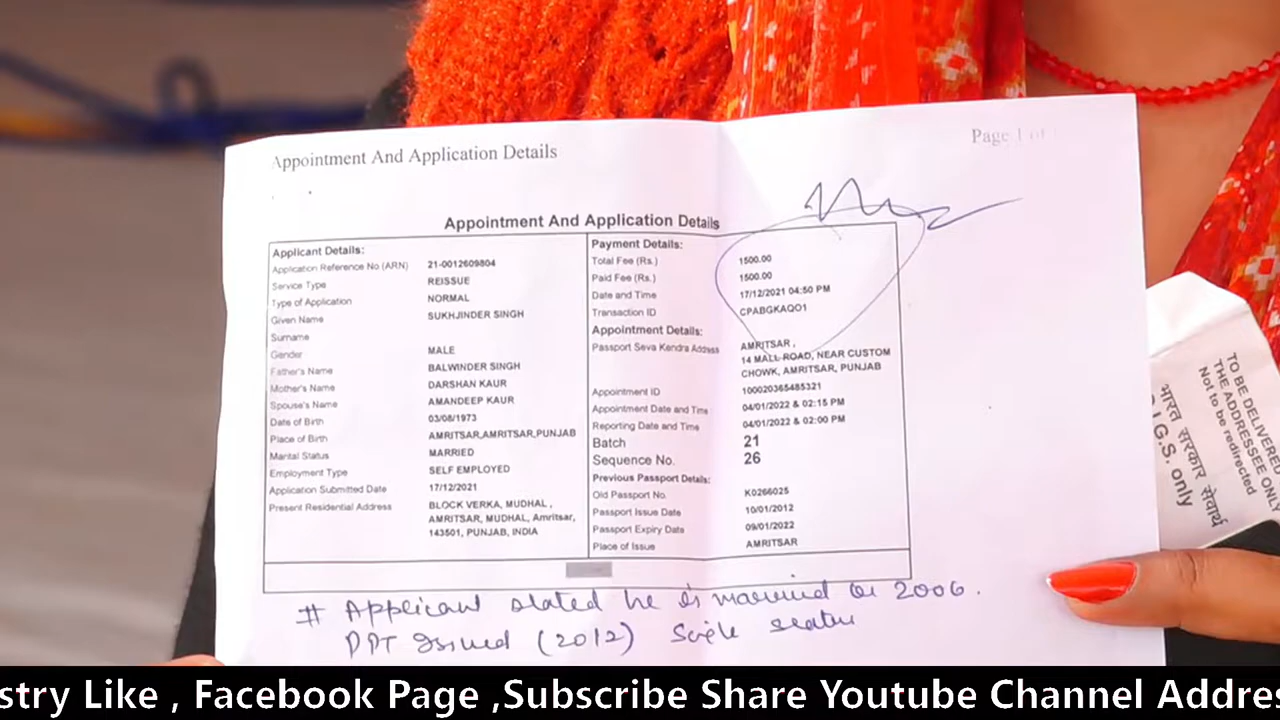 Appointment And Application Details
Page 1 of
Appointment And Application Details
Applicant Details:
Application Reference No (ARN) 21-0012609804
Service Type REISSUE
Type of Application NORMAL
Given Name SUKHJINDER SINGH
Surname
Gender MALE
Father's Name BALWINDER SINGH
Mother's Name DARSHAN KAUR
Spouse's Name AMANDEEP KAUR
Date of Birth 03/08/1973
Place of Birth AMRITSAR,AMRITSAR,PUNJAB
Marital Status MARRIED
Employment Type SELF EMPLOYED
Application Submitted Date 17/12/2021
Present Residential Address BLOCK VERKA, MUDHAL ,
AMRITSAR, MUDHAL, Amritsar,
143501, PUNJAB, INDIA
Payment Details:
Total Fee (Rs.) 1500.00
Paid Fee (Rs.) 1500.00
Date and Time 17/12/2021 04:50 PM
Transaction ID CPABGKAQO1
Appointment Details:
Passport Seva Kendra Address AMRITSAR ,
14 MALL ROAD, NEAR CUSTOM
CHOWK, AMRITSAR, PUNJAB
Appointment ID 100020365485321
Appointment Date and Time 04/01/2022 & 02:15 PM
Reporting Date and Time 04/01/2022 & 02:00 PM
Batch 21
Sequence No. 26
Previous Passport Details:
Old Passport No. K0266025
Passport Issue Date 10/01/2012
Passport Expiry Date 09/01/2022
Place of Issue AMRITSAR
# Applicant stated he is married in 2006.
PPT Issued (2012) Single status
TO BE DELIVERED
THE ADDRESSEE ONLY
Not to be redirected
भारत सरकार सेवार्थ
I.G.S. only
stry Like , Facebook Page ,Subscribe Share Youtube Channel Addres